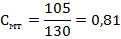 Cмт = 105/130 = 0,81